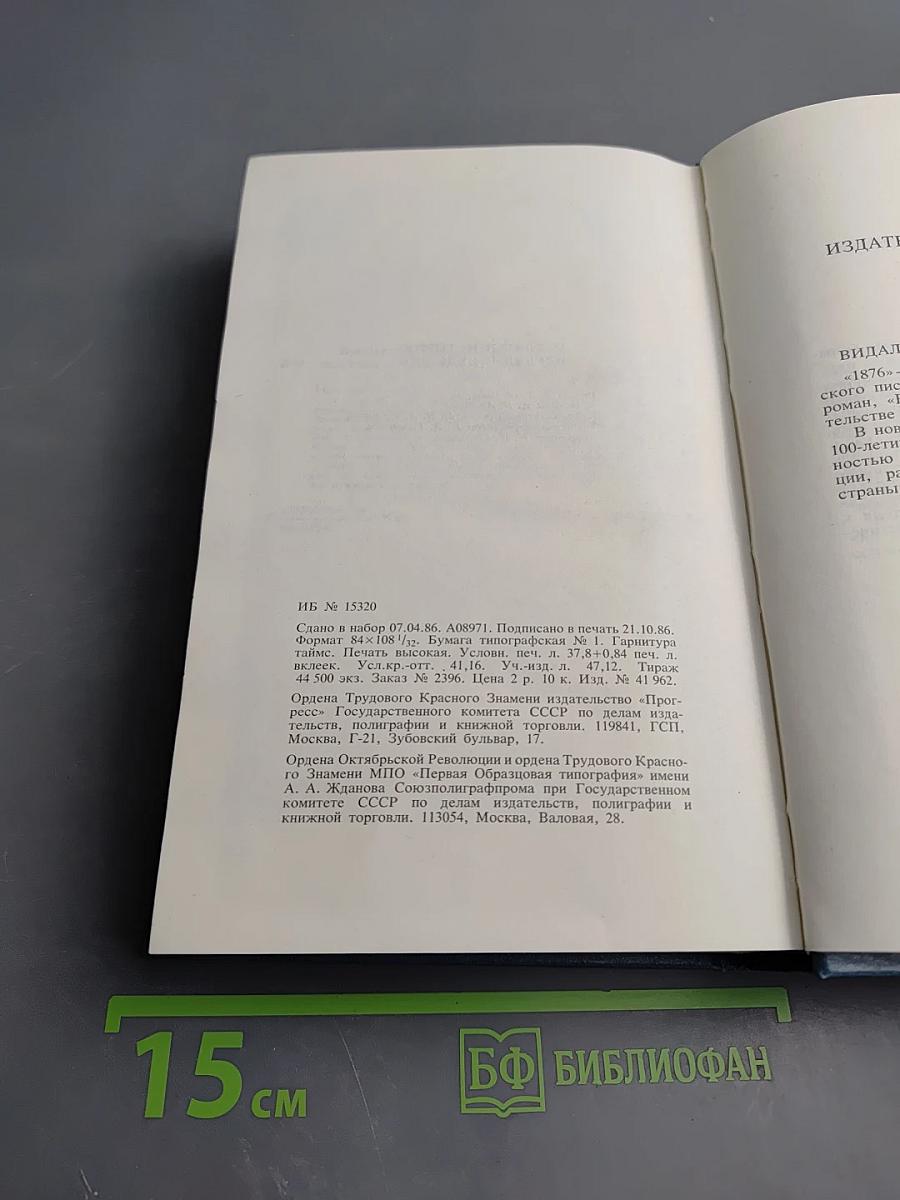 ИБ № 15320
Сдано в набор 07.04.86. А08971. Подписано в печать 21.10.86.
Формат 84×108 1/32. Бумага типографская № 1. Гарнитура
таймс. Печать высокая. Условн. печ. л. 37,8+0,84 печ. л.
вклеек. Усл.кр.-отт. 41,16. Уч.-изд. л. 47,12. Тираж
44 500 экз. Заказ № 2396. Цена 2 р. 10 к. Изд. № 41 962.
Ордена Трудового Красного Знамени издательство «Прог-
ресс» Государственного комитета СССР по делам изда-
тельств, полиграфии и книжной торговли. 119841, ГСП,
Москва, Г-21, Зубовский бульвар, 17.
Ордена Октябрьской Революции и ордена Трудового Красно-
го Знамени МПО «Первая Образцовая типография» имени
А. А. Жданова Союзполиграфпрома при Государственном
комитете СССР по делам издательств, полиграфии и
книжной торговли. 113054, Москва, Валовая, 28.
ИЗДАТЕ
ВИДАЛ
«1876» -
ского пис
роман, «
тельстве
В нов
100-лети
ностью
ции, ра
страны
15 см
БФ БИБЛИОФАН